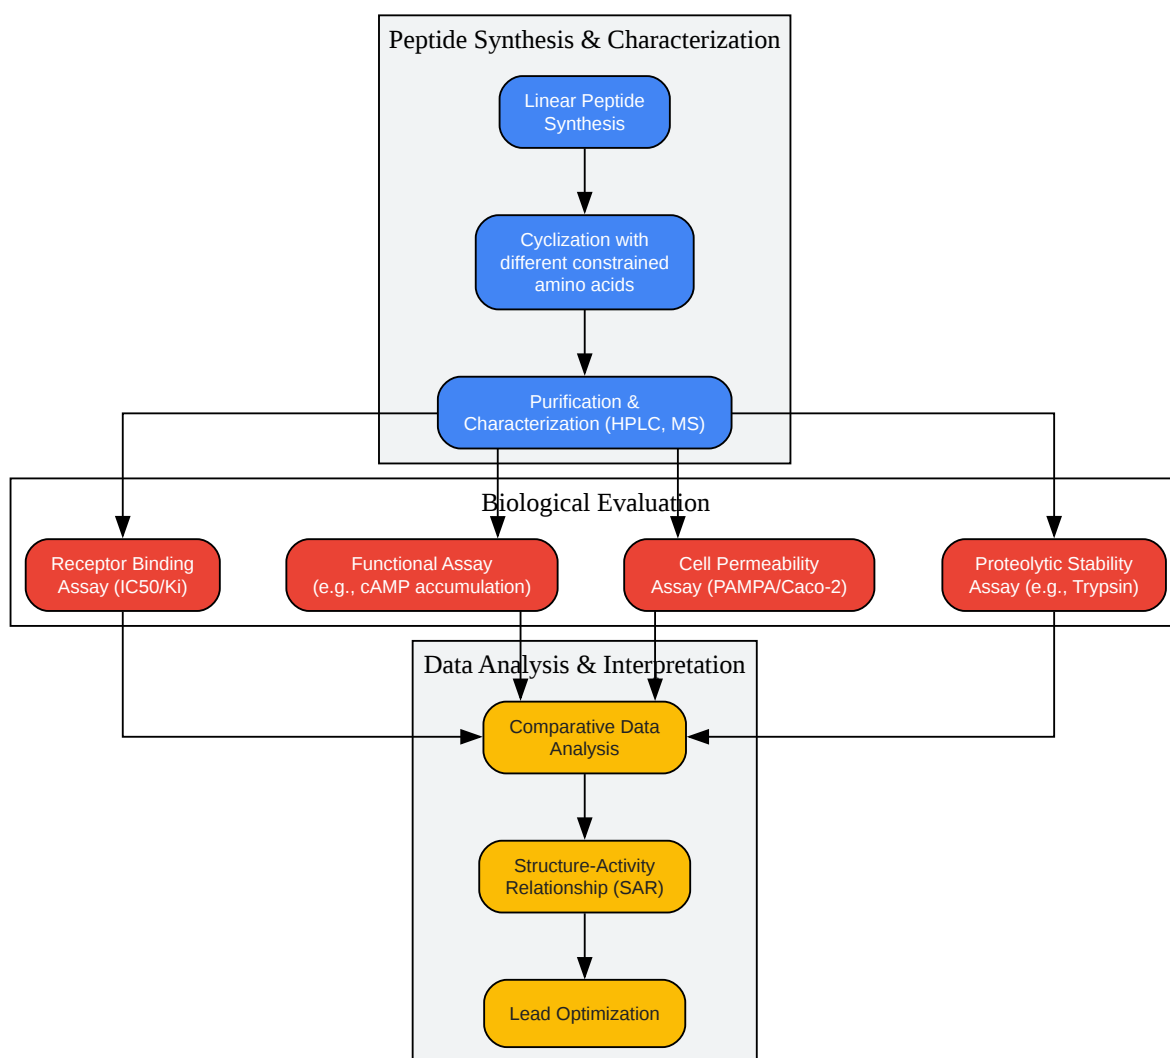 Peptide Synthesis & Characterization
Linear Peptide
Synthesis
Cyclization with
different constrained
amino acids
Purification &
Characterization (HPLC, MS)
Biological Evaluation
Receptor Binding
Assay (IC50/Ki)
Functional Assay
(e.g., cAMP accumulation)
Cell Permeability
Assay (PAMPA/Caco-2)
Proteolytic Stability
Assay (e.g., Trypsin)
Data Analysis & Interpretation
Comparative Data
Analysis
Structure-Activity
Relationship (SAR)
Lead Optimization